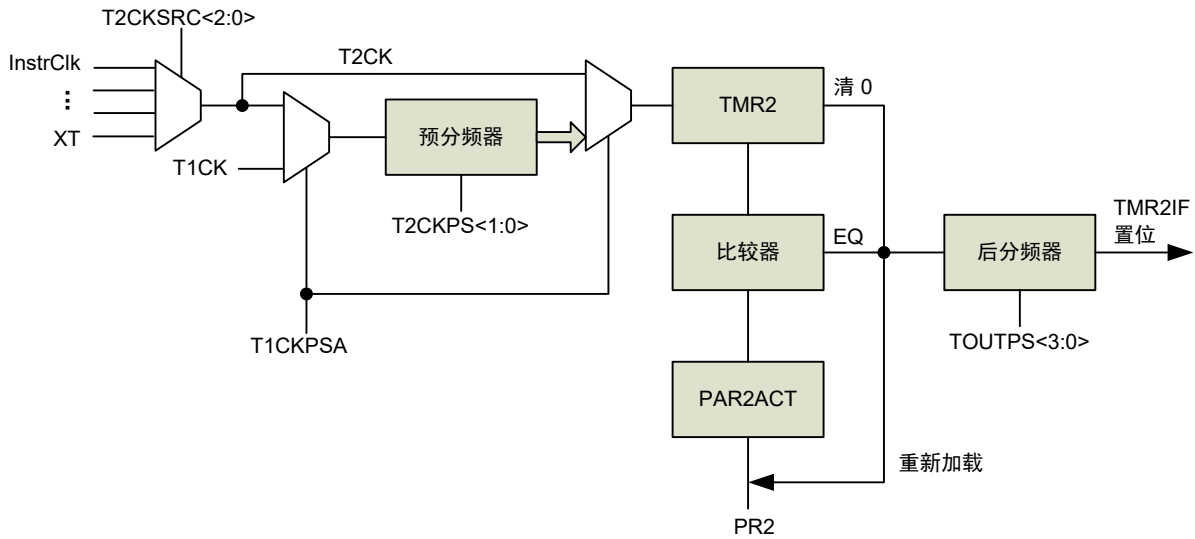 T2CKSRC<2:0>
InstrClk
⋮
XT
T2CK
T1CK
预分频器
T2CKPS<1:0>
T1CKPSA
TMR2
清 0
比较器
EQ
后分频器
TMR2IF
置位
TOUTPS<3:0>
PAR2ACT
重新加载
PR2